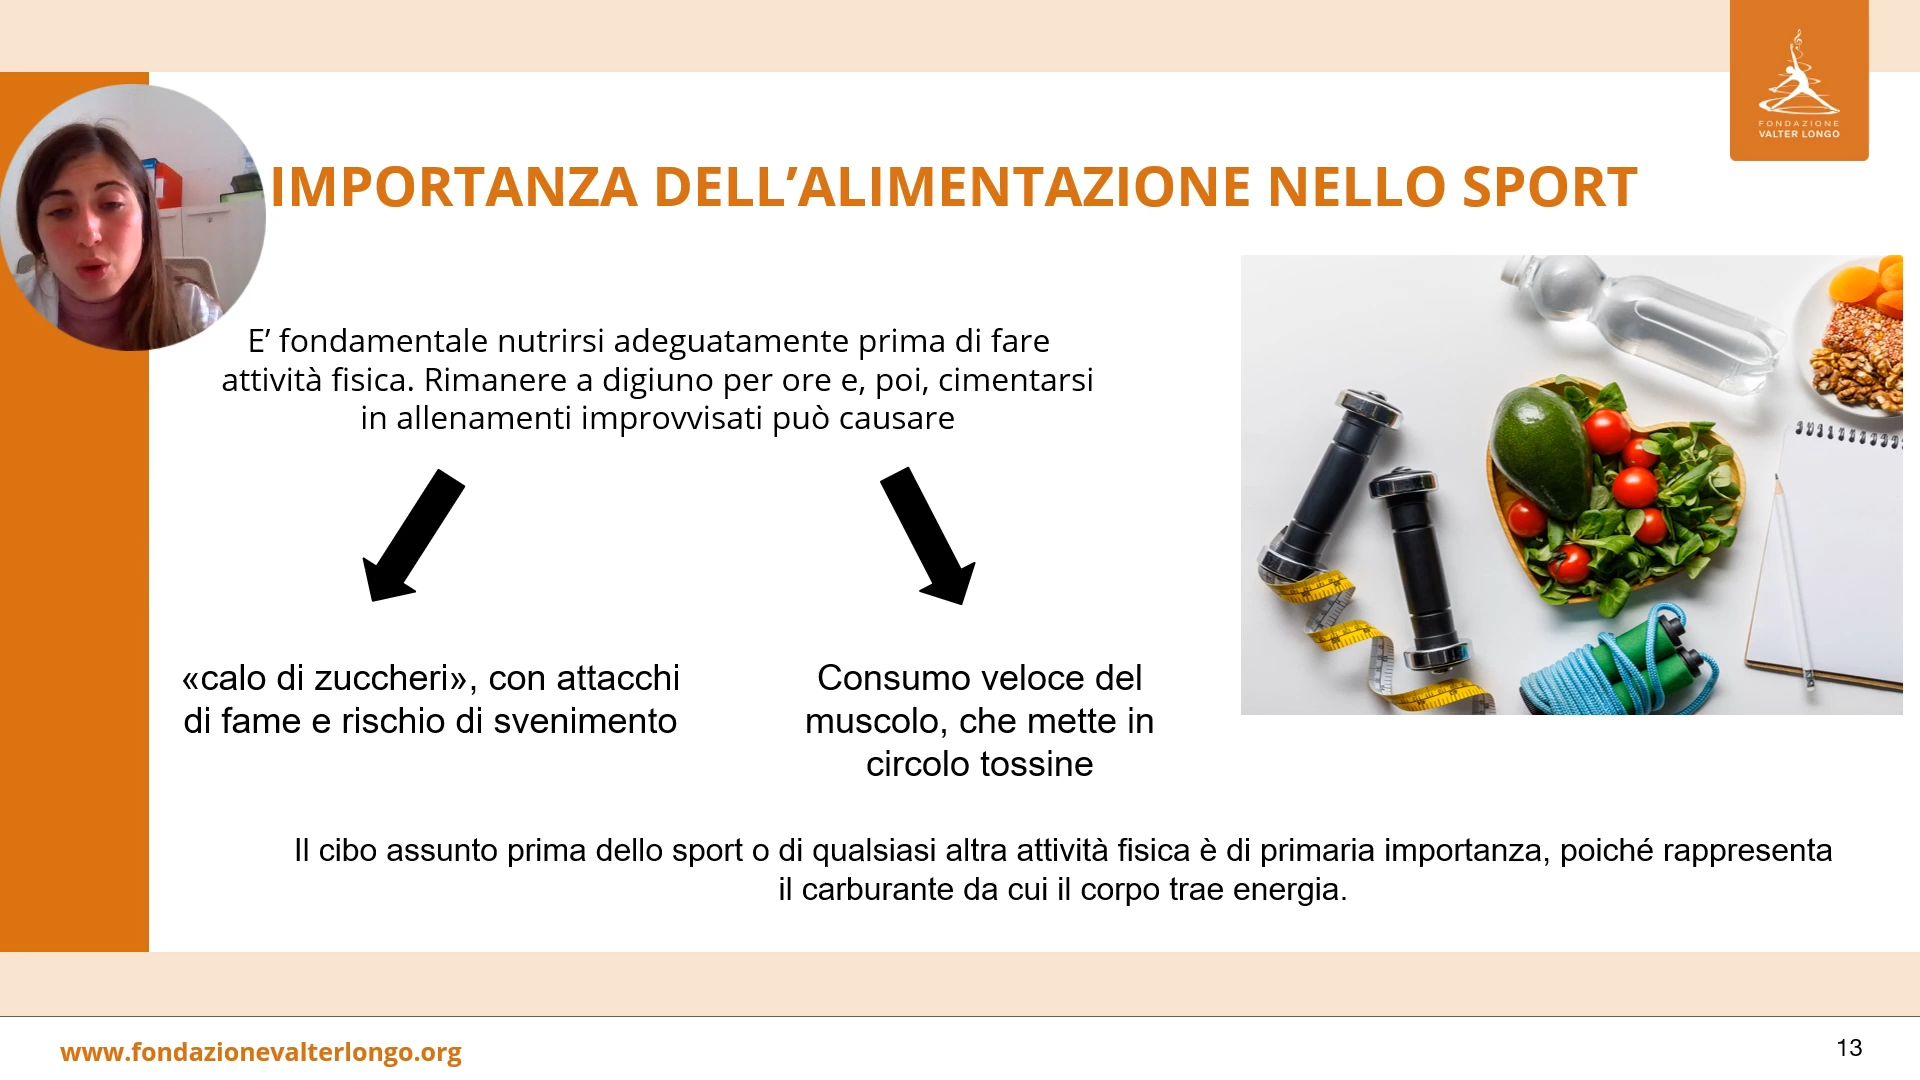 FONDAZIONE
VALTER LONGO
IMPORTANZA DELL’ALIMENTAZIONE NELLO SPORT
E’ fondamentale nutrirsi adeguatamente prima di fare
attività fisica. Rimanere a digiuno per ore e, poi, cimentarsi
in allenamenti improvvisati può causare
«calo di zuccheri», con attacchi
di fame e rischio di svenimento
Consumo veloce del
muscolo, che mette in
circolo tossine
Il cibo assunto prima dello sport o di qualsiasi altra attività fisica è di primaria importanza, poiché rappresenta
il carburante da cui il corpo trae energia.
www.fondazionevalterlongo.org
13